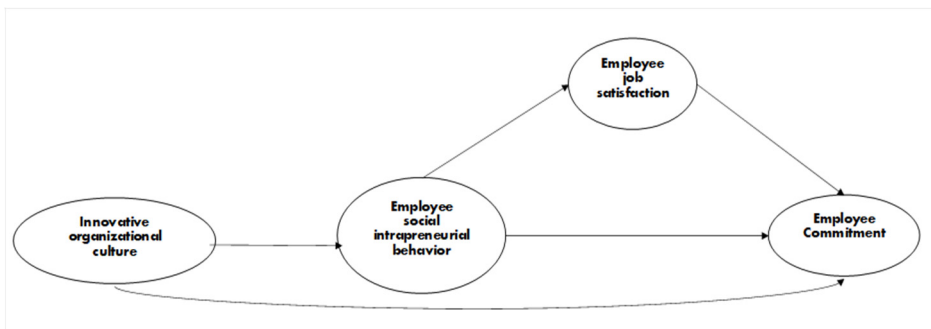 Employee
job
satisfaction
Innovative
organizational
culture
Employee
social
intrapreneurial
behavior
Employee
Commitment